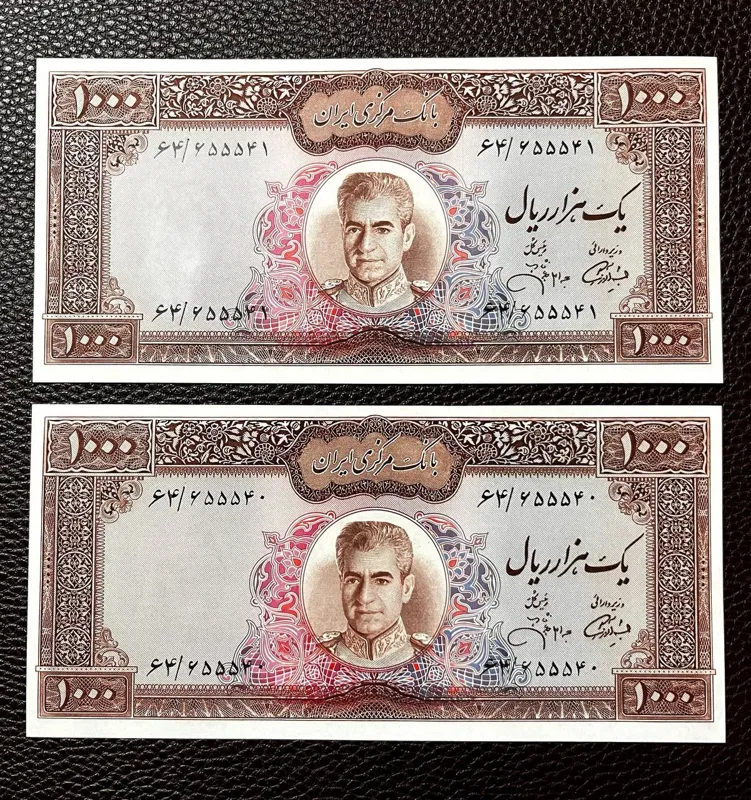 ۱۰۰۰ بانک مرکزی ایران ۱۰۰۰
۶۴/۶۵۵۵۴۱ ۶۴/۶۵۵۵۴۱
یک هزار ریال
وزیر دارائی رئیس کل
۶۴/۶۵۵۵۴۱ ۶۴/۶۵۵۵۴۱
۱۰۰۰ ۱۰۰۰
۱۰۰۰ بانک مرکزی ایران ۱۰۰۰
۶۴/۶۵۵۵۴۰ ۶۴/۶۵۵۵۴۰
یک هزار ریال
وزیر دارائی رئیس کل
۶۴/۶۵۵۵۴۰ ۶۴/۶۵۵۵۴۰
۱۰۰۰ ۱۰۰۰